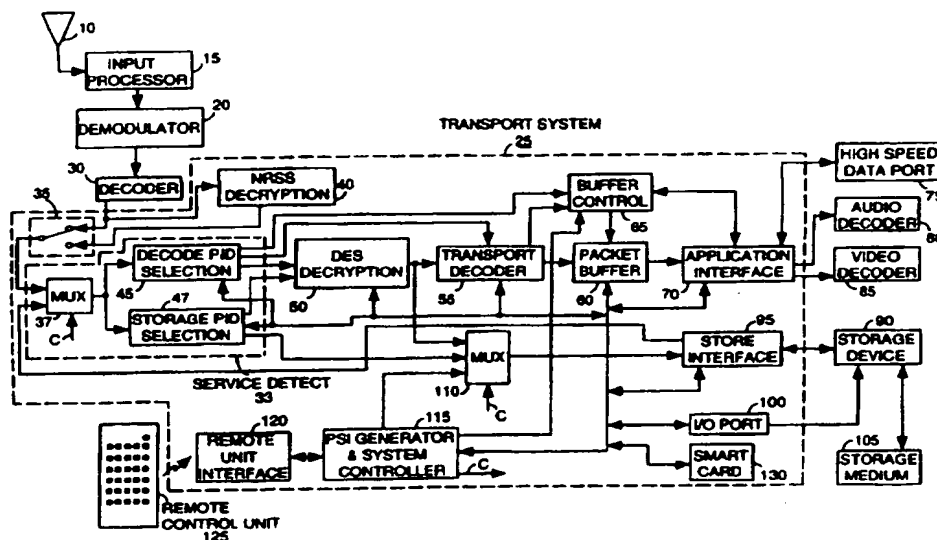 10
INPUT
PROCESSOR
15
20
DEMODULATOR
TRANSPORT SYSTEM
25
30
DECODER
35
NRSS
DECRYPTION
40
BUFFER
CONTROL
65
HIGH SPEED
DATA PORT
75
AUDIO
DECODER
80
DECODE PID
SELECTION
45
DES
DECRYPTION
50
TRANSPORT
DECODER
55
PACKET
BUFFER
60
APPLICATION
INTERFACE
70
VIDEO
DECODER
85
MUX
37
C
47
STORAGE PID
SELECTION
SERVICE DETECT
33
MUX
110
C
95
STORE
INTERFACE
90
STORAGE
DEVICE
100
I/O PORT
105
STORAGE
MEDIUM
SMART
CARD
130
120
REMOTE
UNIT
INTERFACE
115
PSI GENERATOR
& SYSTEM
CONTROLLER
C
REMOTE
CONTROL UNIT
125